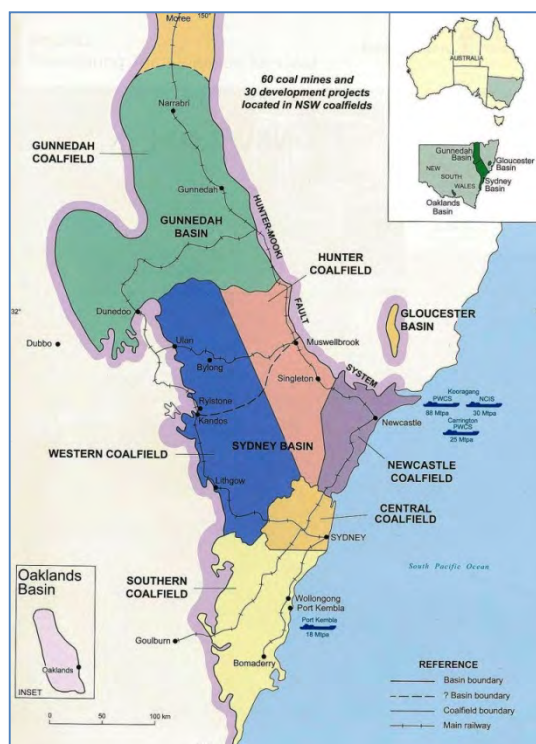 Moree
150°
60 coal mines and
30 development projects
located in NSW coalfields
AUSTRALIA
Gunnedah
Basin
Gloucester
Basin
NEW
SOUTH
WALES
Sydney
Basin
Oaklands
Basin
Narrabri
GUNNEDAH
COALFIELD
Gunnedah
GUNNEDAH
BASIN
HUNTER-MOOKI
FAULT
SYSTEM
HUNTER
COALFIELD
GLOUCESTER
BASIN
32°
Dunedoo
Dubbo
Ulan
Bylong
Muswellbrook
Singleton
Rylstone
Kandos
Newcastle
Kooragang
PWCS
NCIS
88 Mtpa
30 Mtpa
Carrington
PWCS
25 Mtpa
SYDNEY BASIN
WESTERN COALFIELD
NEWCASTLE
COALFIELD
Lithgow
CENTRAL
COALFIELD
SYDNEY
South Pacific Ocean
SOUTHERN
COALFIELD
Oaklands
Basin
Oaklands
INSET
Wollongong
Port Kembla
Port Kembla
18 Mtpa
Goulburn
Bomaderry
REFERENCE
Basin boundary
? Basin boundary
Coalfield boundary
Main railway
0
50
100 km